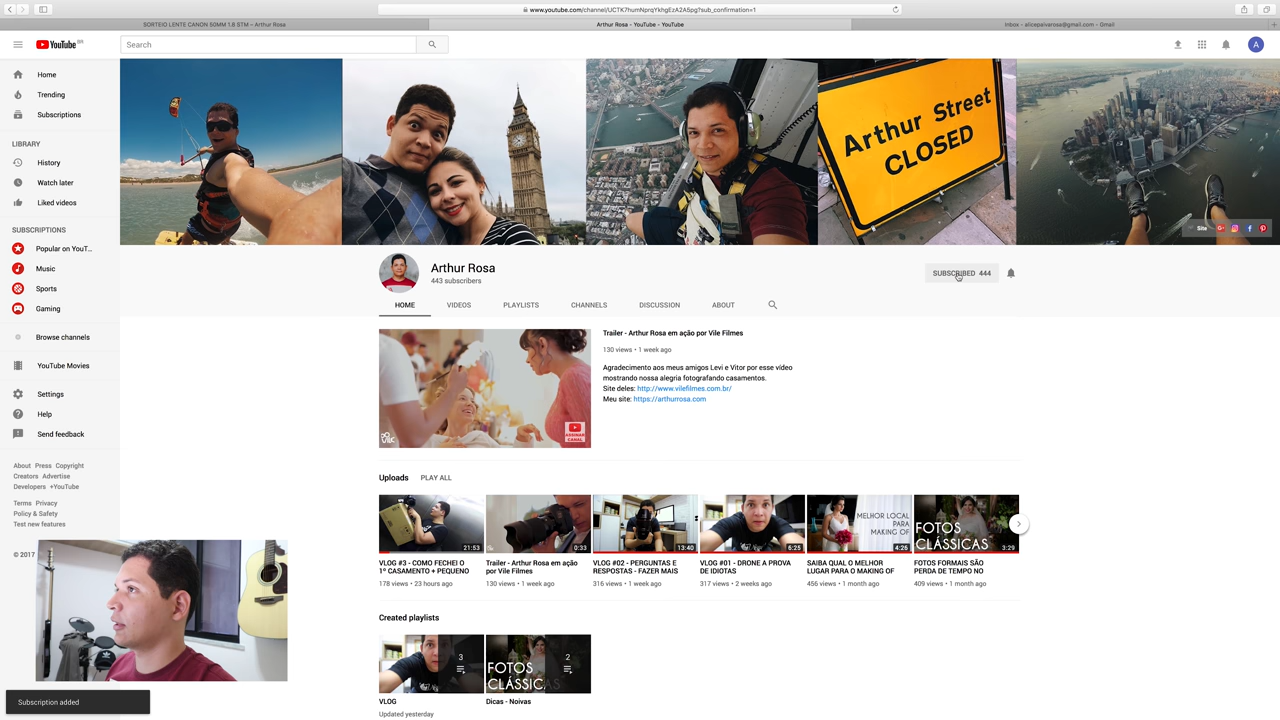 www.youtube.com/channel/UCTK7humNprqYkhgEzA2A5pg?sub_confirmation=1
SORTEIO LENTE CANON 50MM 1.8 STM – Arthur Rosa
Arthur Rosa - YouTube - YouTube
Inbox - alicepaivarosa@gmail.com - Gmail
YouTube BR
Search
A
Home
Trending
Subscriptions
LIBRARY
History
Watch later
Liked videos
SUBSCRIPTIONS
Popular on YouT...
Music
Sports
Gaming
Browse channels
YouTube Movies
Settings
Help
Send feedback
About Press Copyright
Creators Advertise
Developers +YouTube
Terms Privacy
Policy & Safety
Test new features
© 2017
Arthur Street
CLOSED
Site
Arthur Rosa
443 subscribers
SUBSCRIBED 444
HOME
VIDEOS
PLAYLISTS
CHANNELS
DISCUSSION
ABOUT
ASSINAR
CANAL
Trailer - Arthur Rosa em ação por Vile Filmes
130 views • 1 week ago
Agradecimento aos meus amigos Levi e Vitor por esse vídeo
mostrando nossa alegria fotografando casamentos.
Site deles: http://www.vilefilmes.com.br/
Meu site: https://arthurrosa.com
Uploads
PLAY ALL
21:53
VLOG #3 - COMO FECHEI O
1º CASAMENTO + PEQUENO
178 views • 23 hours ago
0:33
Trailer - Arthur Rosa em ação
por Vile Filmes
130 views • 1 week ago
13:40
VLOG #02 - PERGUNTAS E
RESPOSTAS - FAZER MAIS
316 views • 1 week ago
6:25
VLOG #01 - DRONE A PROVA
DE IDIOTAS
317 views • 2 weeks ago
MELHOR LOCAL
PARA
MAKING OF
4:26
SAIBA QUAL O MELHOR
LUGAR PARA O MAKING OF
456 views • 1 month ago
FOTOS
CLÁSSICAS
3:29
FOTOS FORMAIS SÃO
PERDA DE TEMPO NO
409 views • 1 month ago
Created playlists
3
VLOG
Updated yesterday
FOTOS
CLÁSSICA
2
Dicas - Noivas
Subscription added